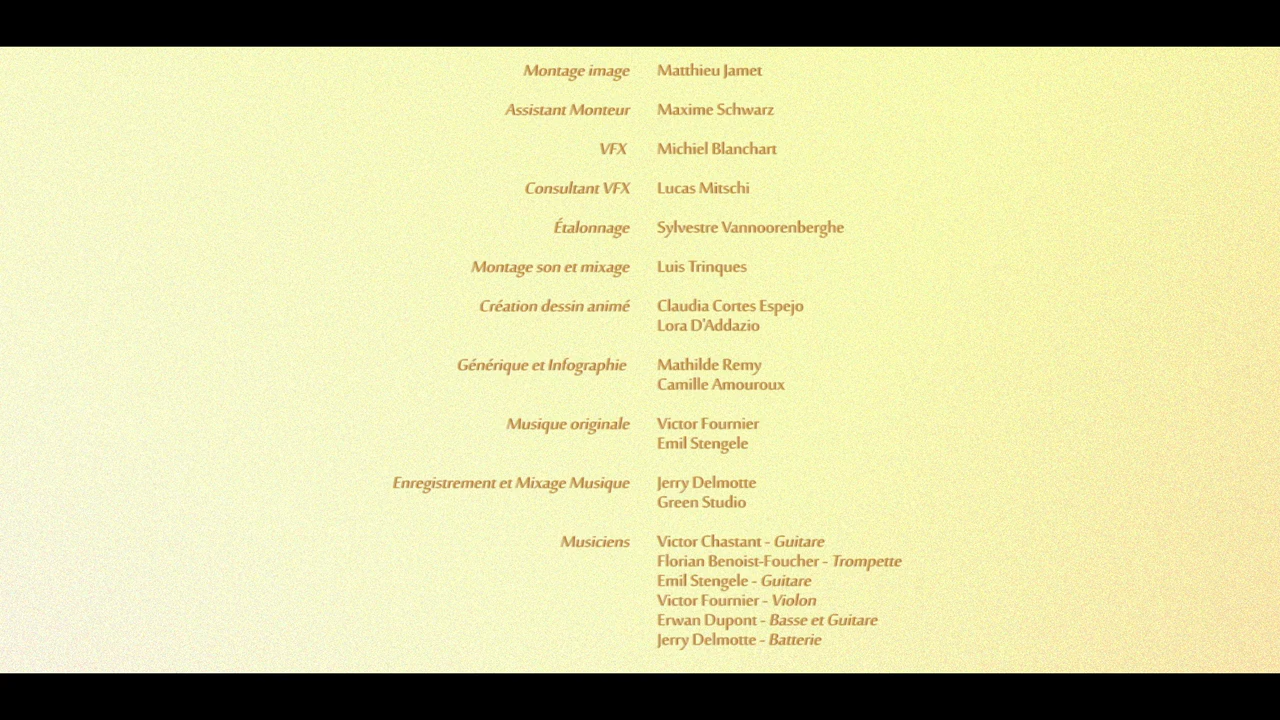 Montage image Matthieu Jamet
Assistant Monteur Maxime Schwarz
VFX Michiel Blanchart
Consultant VFX Lucas Mitschi
Étalonnage Sylvestre Vannoorenberghe
Montage son et mixage Luis Trinques
Création dessin animé Claudia Cortes Espejo
Lora D'Addazio
Générique et Infographie Mathilde Remy
Camille Amouroux
Musique originale Victor Fournier
Emil Stengele
Enregistrement et Mixage Musique Jerry Delmotte
Green Studio
Musiciens Victor Chastant - Guitare
Florian Benoist-Foucher - Trompette
Emil Stengele - Guitare
Victor Fournier - Violon
Erwan Dupont - Basse et Guitare
Jerry Delmotte - Batterie